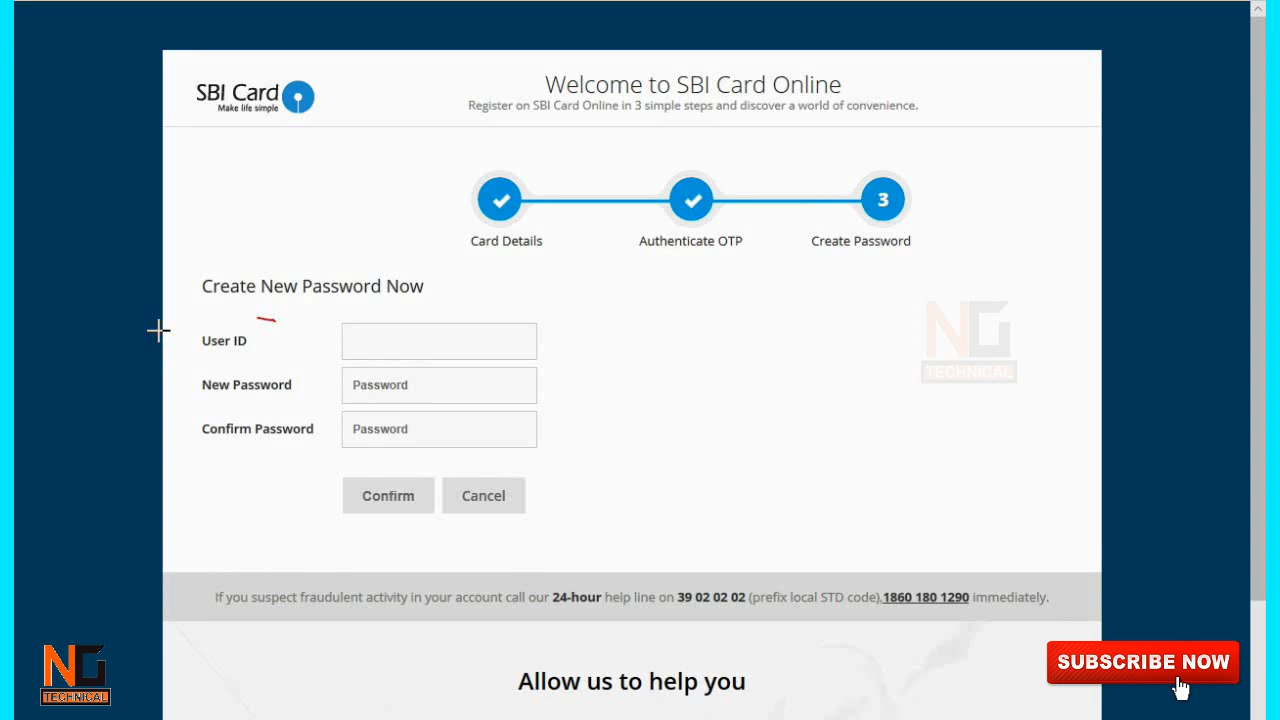 SBI Card
Make life simple
Welcome to SBI Card Online
Register on SBI Card Online in 3 simple steps and discover a world of convenience.
3
Card Details
Authenticate OTP
Create Password
Create New Password Now
User ID
New Password
Password
Confirm Password
Password
Confirm
Cancel
NG
TECHNICAL
If you suspect fraudulent activity in your account call our 24-hour help line on 39 02 02 02 (prefix local STD code),1860 180 1290 immediately.
NG
TECHNICAL
Allow us to help you
SUBSCRIBE NOW